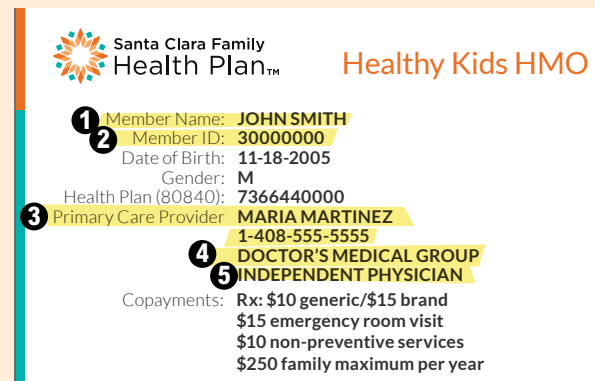 Santa Clara Family
Health Plan™
Healthy Kids HMO
1 Member Name: JOHN SMITH
2 Member ID: 30000000
Date of Birth: 11-18-2005
Gender: M
Health Plan (80840): 7366440000
3 Primary Care Provider MARIA MARTINEZ
1-408-555-5555
4 DOCTOR'S MEDICAL GROUP
5 INDEPENDENT PHYSICIAN
Copayments: Rx: $10 generic/$15 brand
$15 emergency room visit
$10 non-preventive services
$250 family maximum per year